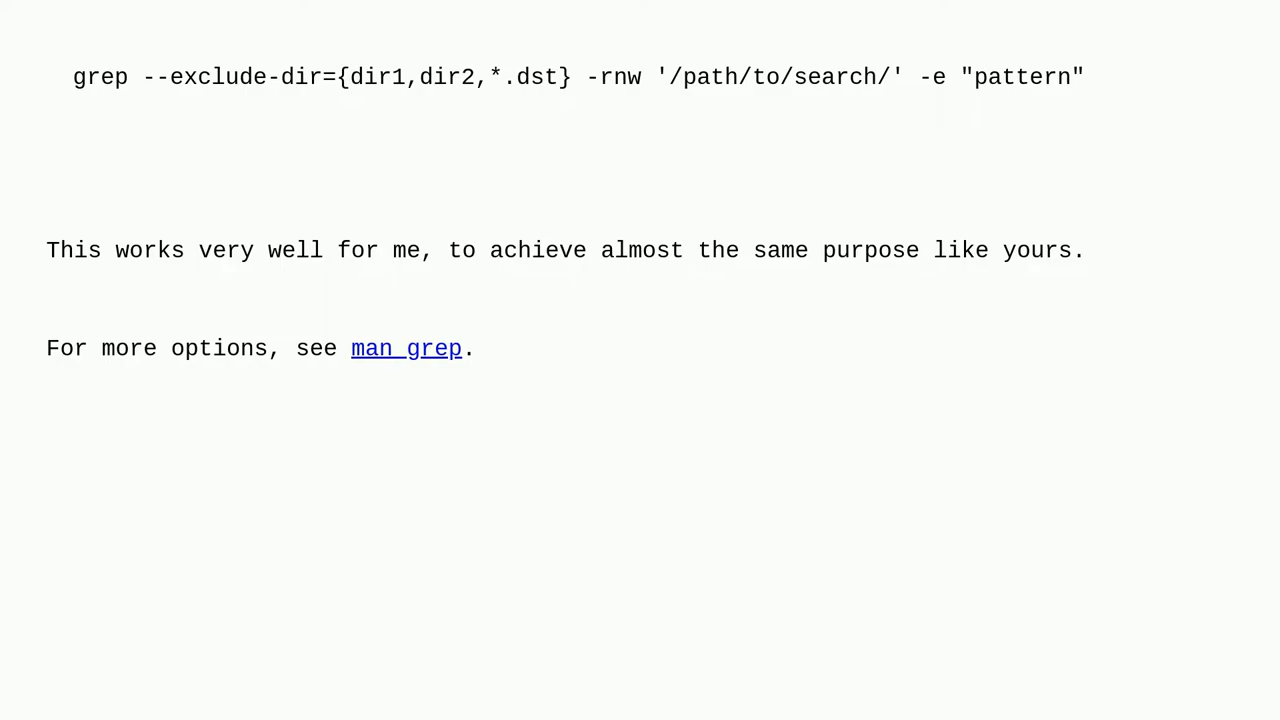 grep --exclude-dir={dir1,dir2,*.dst} -rnw '/path/to/search/' -e "pattern"
This works very well for me, to achieve almost the same purpose like yours.
For more options, see man grep.